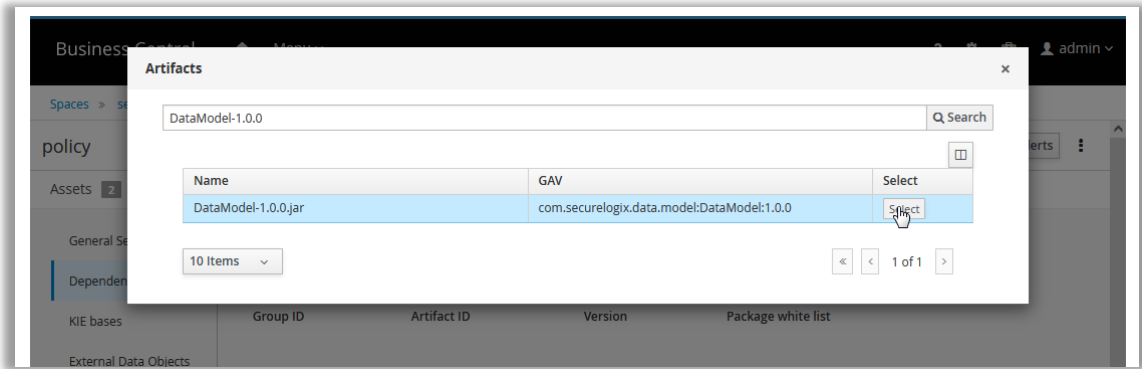 Business Central
Menu
admin
Artifacts
×
Spaces » se
DataModel-1.0.0
Search
policy
erts
Assets 2
Name GAV Select
DataModel-1.0.0.jar com.securelogix.data.model:DataModel:1.0.0 Select
General Se
10 Items
« < 1 of 1 >
Dependen
KIE bases
Group ID Artifact ID Version Package white list
External Data Objects